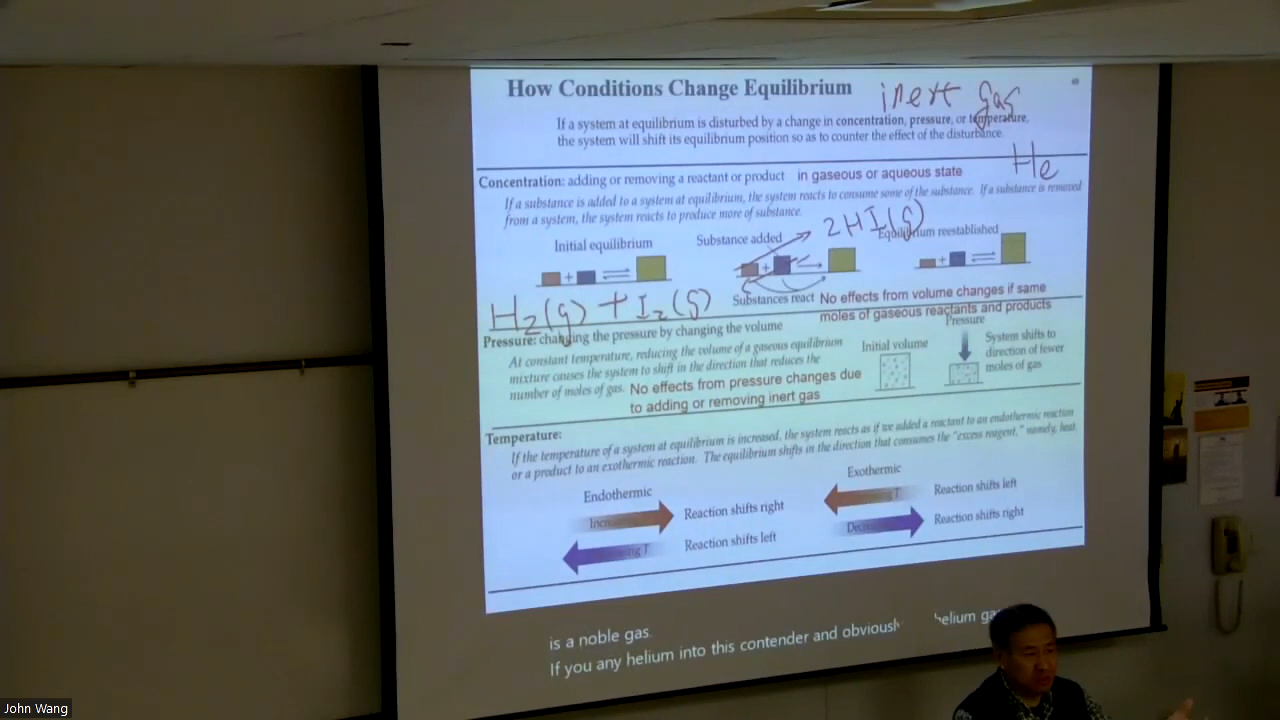 How Conditions Change Equilibrium
inert gas
If a system at equilibrium is disturbed by a change in concentration, pressure, or temperature,
the system will shift its equilibrium position so as to counter the effect of the disturbance.
He
Concentration: adding or removing a reactant or product in gaseous or aqueous state
If a substance is added to a system at equilibrium, the system reacts to consume some of the substance. If a substance is removed
from a system, the system reacts to produce more of substance.
2HI(g)
Initial equilibrium
Substance added
Equilibrium reestablished
+ ⇌
+
+ ⇌
H2(g) + I2(g)
Substances react
No effects from volume changes if same
moles of gaseous reactants and products
Pressure: changing the pressure by changing the volume
At constant temperature, reducing the volume of a gaseous equilibrium
mixture causes the system to shift in the direction that reduces the
number of moles of gas.
No effects from pressure changes due
to adding or removing inert gas
Initial volume
Pressure
System shifts to
direction of fewer
moles of gas
Temperature:
If the temperature of a system at equilibrium is increased, the system reacts as if we added a reactant to an endothermic reaction
or a product to an exothermic reaction. The equilibrium shifts in the direction that consumes the "excess reagent," namely, heat.
Endothermic
Reaction shifts right
Reaction shifts left
Exothermic
Reaction shifts left
Reaction shifts right
is a noble gas.
If you any helium into this contender and obviously helium
John Wang